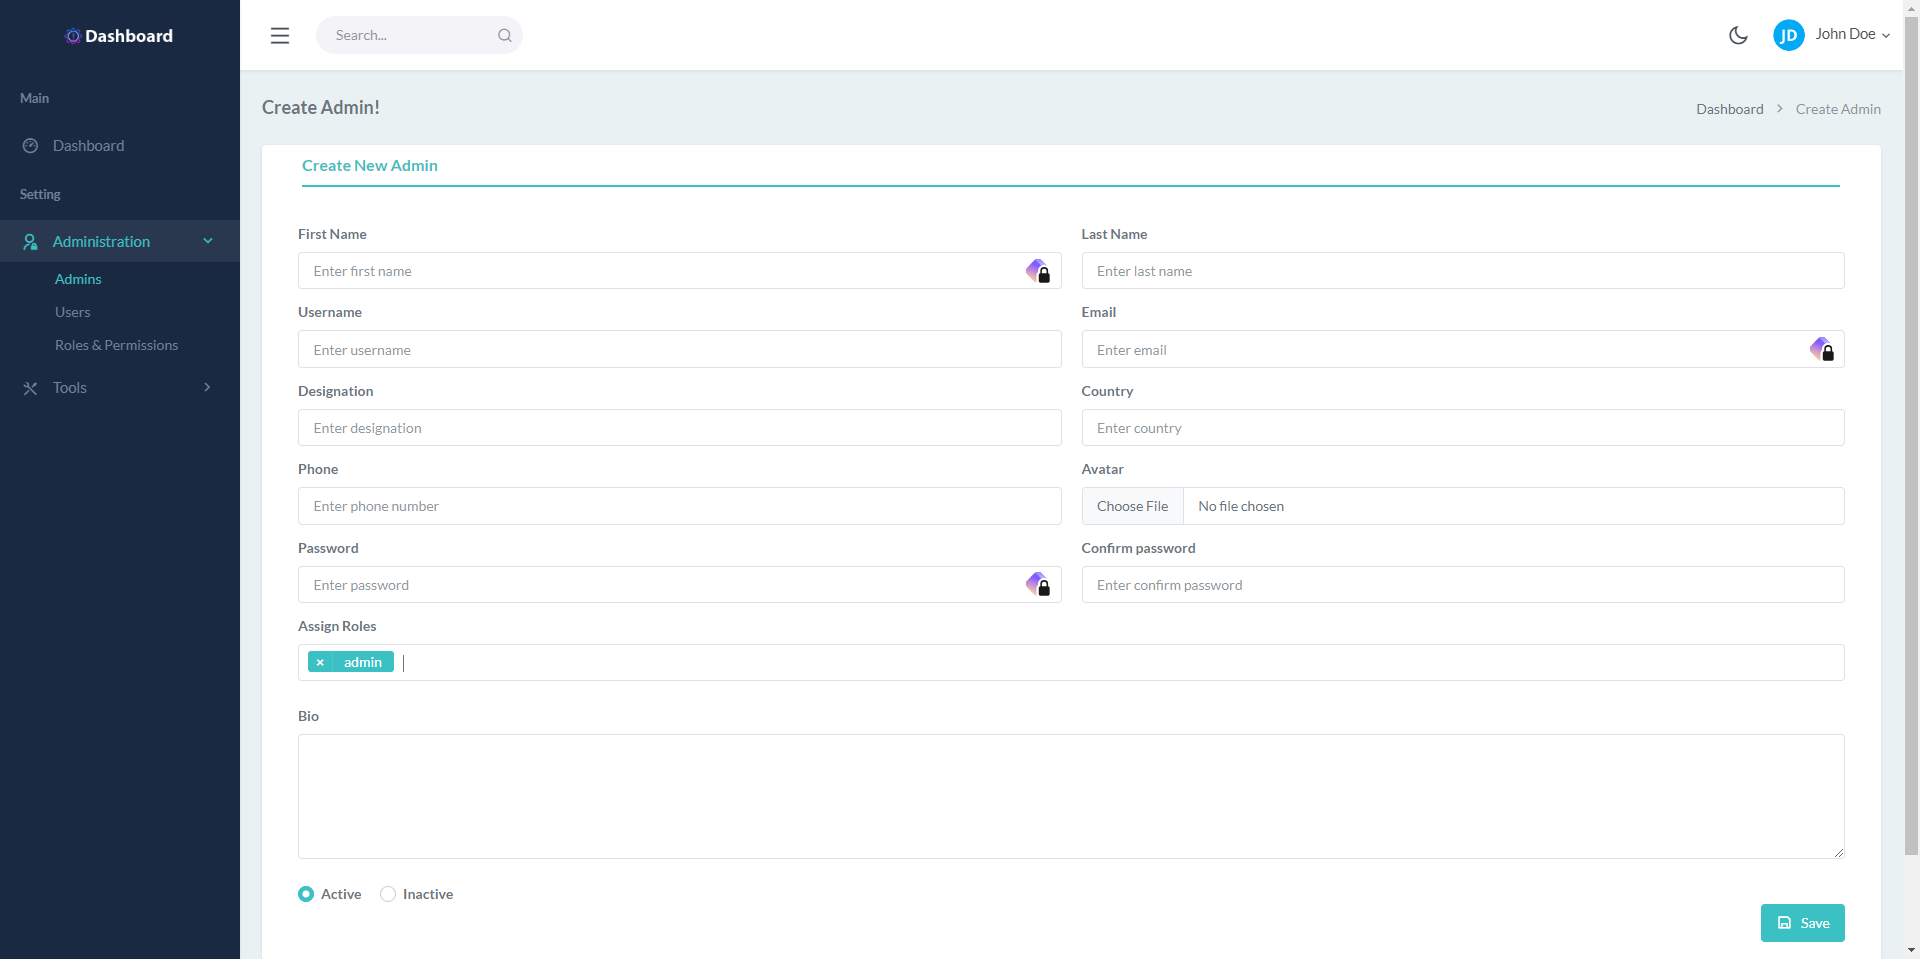 Dashboard
Search...
JD
John Doe
Main
Dashboard
Setting
Administration
Admins
Users
Roles & Permissions
Tools
Create Admin!
Dashboard > Create Admin
Create New Admin
First Name
Enter first name
Last Name
Enter last name
Username
Enter username
Email
Enter email
Designation
Enter designation
Country
Enter country
Phone
Enter phone number
Avatar
Choose File No file chosen
Password
Enter password
Confirm password
Enter confirm password
Assign Roles
× admin
Bio
Active Inactive
Save